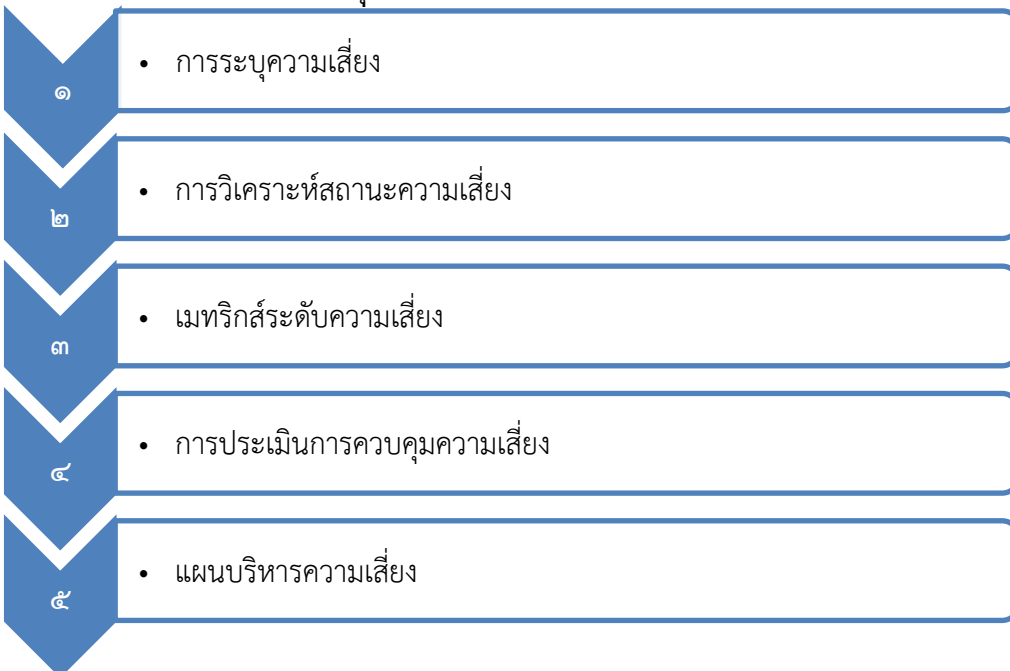 ๑
• การระบุความเสี่ยง
๒
• การวิเคราะห์สถานะความเสี่ยง
๓
• เมทริกส์ระดับความเสี่ยง
๔
• การประเมินการควบคุมความเสี่ยง
๕
• แผนบริหารความเสี่ยง